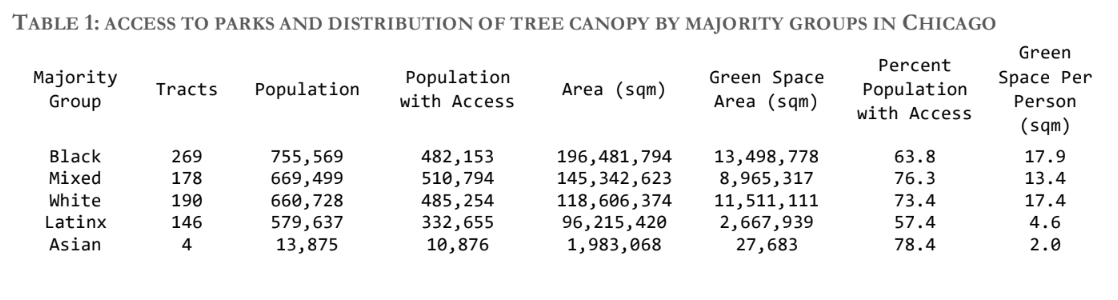 TABLE 1: ACCESS TO PARKS AND DISTRIBUTION OF TREE CANOPY BY MAJORITY GROUPS IN CHICAGO
Majority Group Tracts Population Population with Access Area (sqm) Green Space Area (sqm) Percent Population with Access Green Space Per Person (sqm)
Black 269 755,569 482,153 196,481,794 13,498,778 63.8 17.9
Mixed 178 669,499 510,794 145,342,623 8,965,317 76.3 13.4
White 190 660,728 485,254 118,606,374 11,511,111 73.4 17.4
Latinx 146 579,637 332,655 96,215,420 2,667,939 57.4 4.6
Asian 4 13,875 10,876 1,983,068 27,683 78.4 2.0